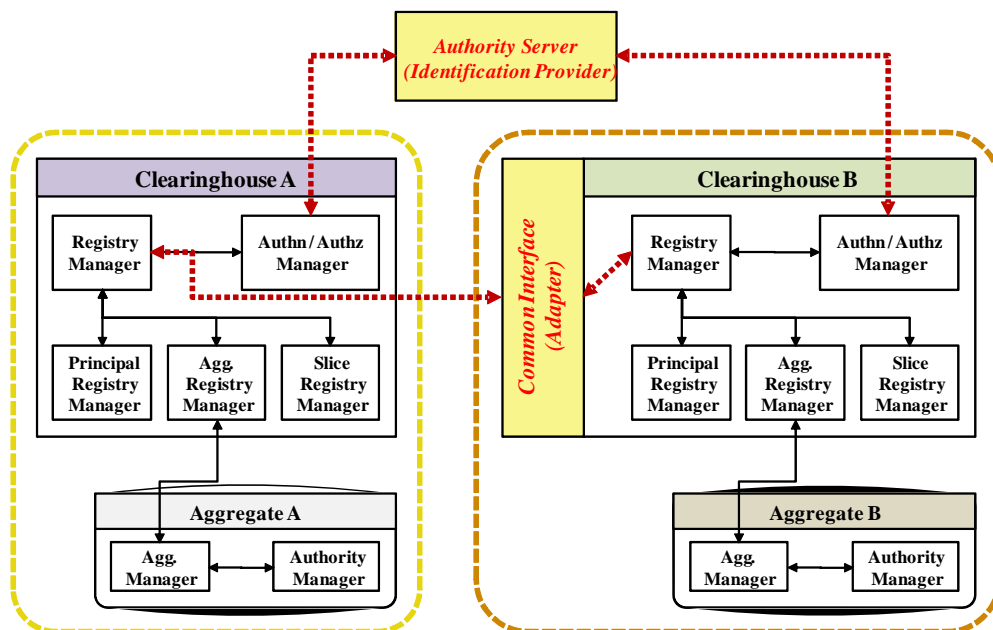 Authority Server
(Identification Provider)
Clearinghouse A
Registry
Manager
Authn / Authz
Manager
Principal
Registry
Manager
Agg.
Registry
Manager
Slice
Registry
Manager
Aggregate A
Agg.
Manager
Authority
Manager
Common Interface
(Adapter)
Clearinghouse B
Registry
Manager
Authn / Authz
Manager
Principal
Registry
Manager
Agg.
Registry
Manager
Slice
Registry
Manager
Aggregate B
Agg.
Manager
Authority
Manager